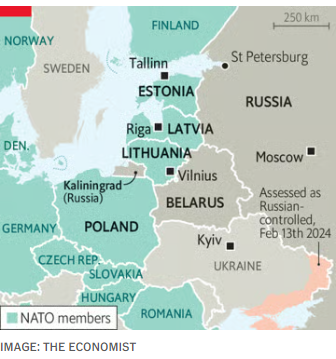 FINLAND
250 km
NORWAY
SWEDEN
Tallinn
St Petersburg
ESTONIA
RUSSIA
Riga
LATVIA
DEN.
LITHUANIA
Moscow
Kaliningrad
(Russia)
Vilnius
Assessed as
Russian-
controlled,
Feb 13th 2024
BELARUS
GERMANY
POLAND
Kyiv
CZECH REP.
UKRAINE
SLOVAKIA
HUNGARY
ROMANIA
NATO members
IMAGE: THE ECONOMIST